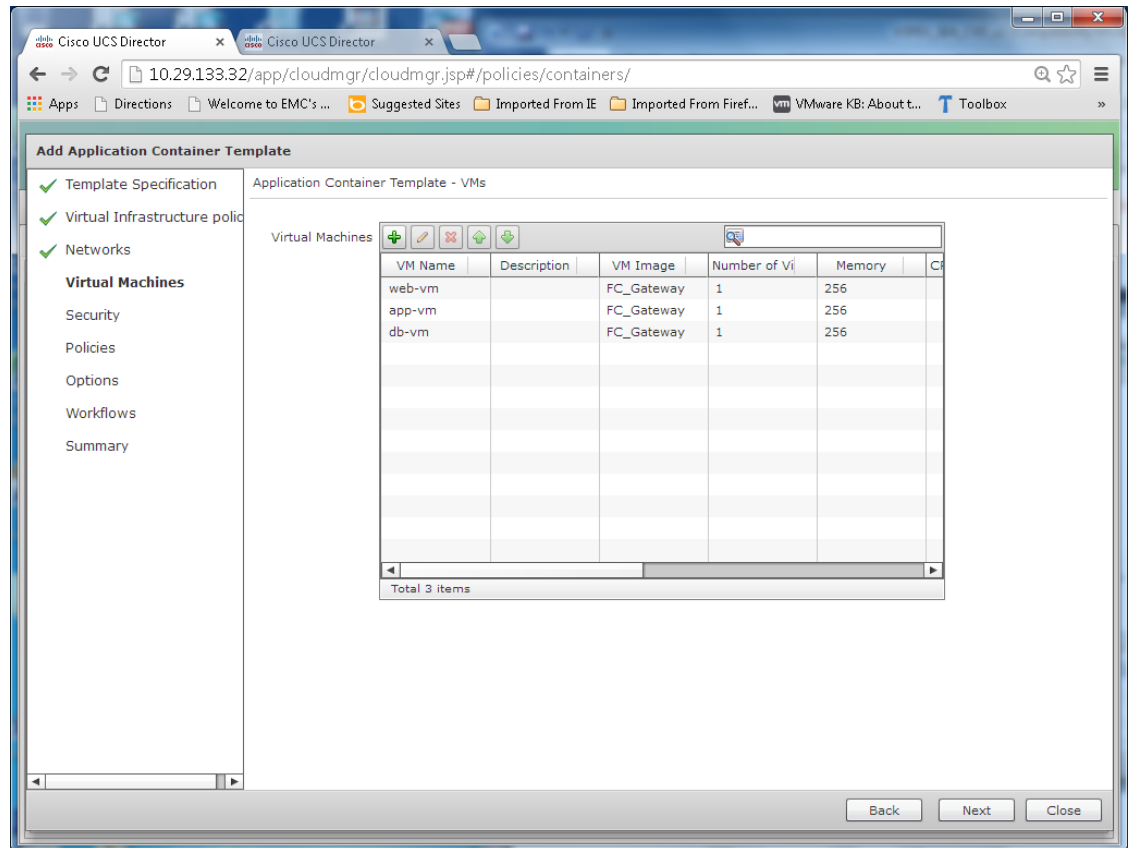 Cisco UCS Director
Cisco UCS Director
10.29.133.32/app/cloudmgr/cloudmgr.jsp#/policies/containers/
Apps Directions Welcome to EMC's ... Suggested Sites Imported From IE Imported From Firef... vm VMware KB: About t... T Toolbox »
Add Application Container Template
Template Specification
Virtual Infrastructure polic
Networks
Virtual Machines
Security
Policies
Options
Workflows
Summary
Application Container Template - VMs
Virtual Machines
VM Name Description VM Image Number of Vi Memory CP
web-vm FC_Gateway 1 256
app-vm FC_Gateway 1 256
db-vm FC_Gateway 1 256
Total 3 items
Back Next Close